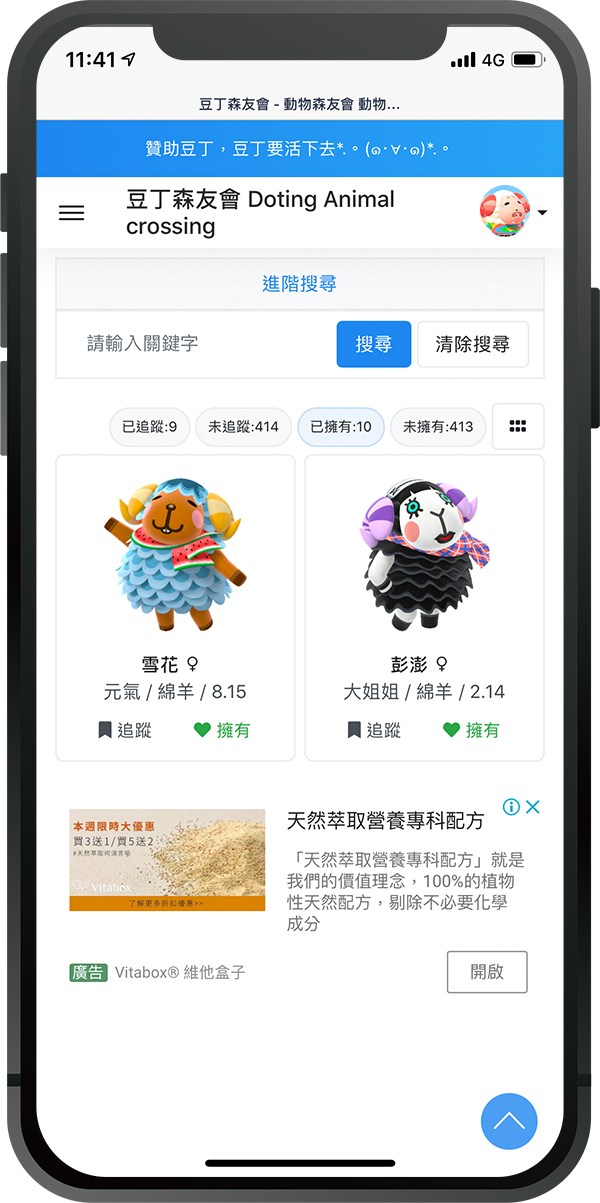 11:41
4G
豆丁森友會 - 動物森友會 動物...
贊助豆丁，豆丁要活下去*.。(๑･∀･๑)*.。
豆丁森友會 Doting Animal
crossing
進階搜尋
請輸入關鍵字
搜尋
清除搜尋
已追蹤:9
未追蹤:414
已擁有:10
未擁有:413
雪花 ♀
元氣 / 綿羊 / 8.15
追蹤
擁有
彭澎 ♀
大姐姐 / 綿羊 / 2.14
追蹤
擁有
本週限時大優惠
買3送1/買5送2
#天然萃取何須言喻
Vitabox
了解更多折扣優惠>>
天然萃取營養專科配方
「天然萃取營養專科配方」就是
我們的價值理念，100%的植物
性天然配方，剔除不必要化學
成分
廣告 Vitabox® 維他盒子
開啟